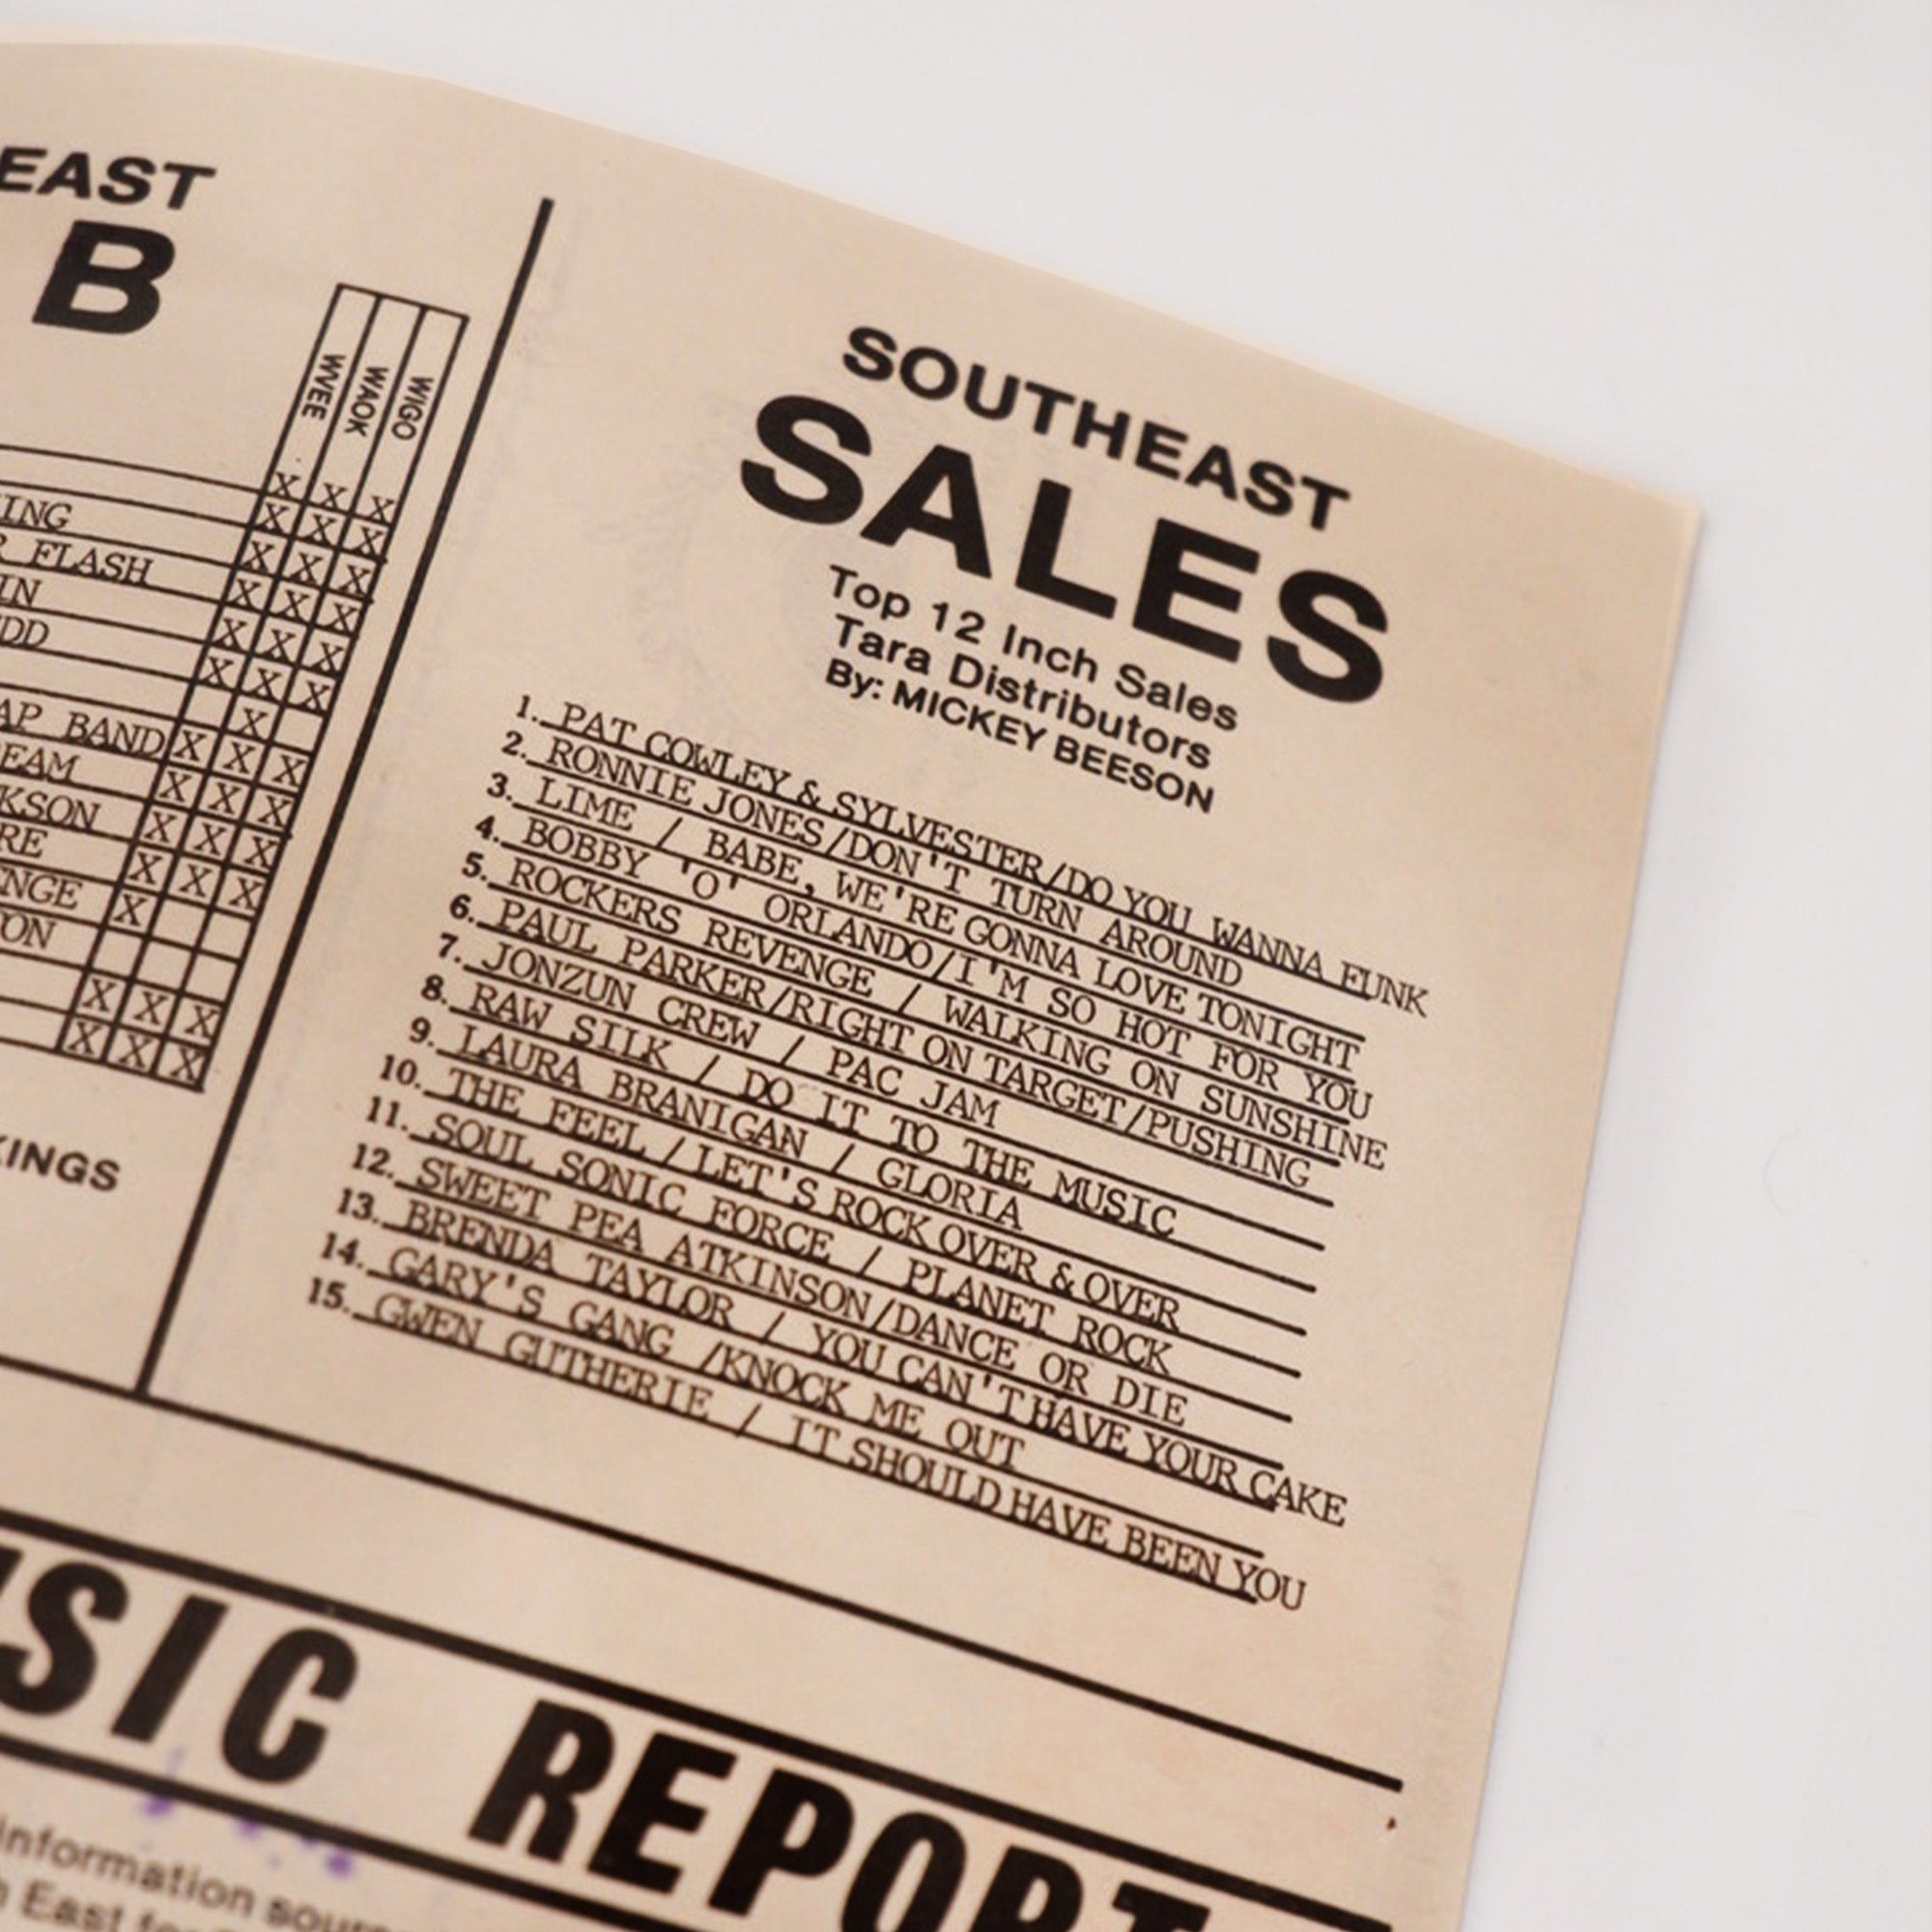 EAST
B
WVEE
WAOK
WIGO
X X X
ING X X X
R FLASH X X X
IN X X X
DD X X X
X X X
X
AP BAND X X X
EAM X X X
KSON X X X
RE X X X
NGE X
ON
X X X
X X X
KINGS
SOUTHEAST
SALES
Top 12 Inch Sales
Tara Distributors
By: MICKEY BEESON
1. PAT COWLEY & SYLVESTER/DO YOU WANNA FUNK
2. RONNIE JONES/DON'T TURN AROUND
3. LIME / BABE, WE'RE GONNA LOVE TONIGHT
4. BOBBY 'O' ORLANDO/I'M SO HOT FOR YOU
5. ROCKERS REVENGE / WALKING ON SUNSHINE
6. PAUL PARKER/RIGHT ON TARGET/PUSHING
7. JONZUN CREW / PAC JAM
8. RAW SILK / DO IT TO THE MUSIC
9. LAURA BRANIGAN / GLORIA
10. THE FEEL/LET'S ROCK OVER & OVER
11. SOUL SONIC FORCE / PLANET ROCK
12. SWEET PEA ATKINSON/DANCE OR DIE
13. BRENDA TAYLOR / YOU CAN'T HAVE YOUR CAKE
14. GARY'S GANG /KNOCK ME OUT
15. GWEN GUTHERIE / IT SHOULD HAVE BEEN YOU
USIC REPORT
information sour
East for